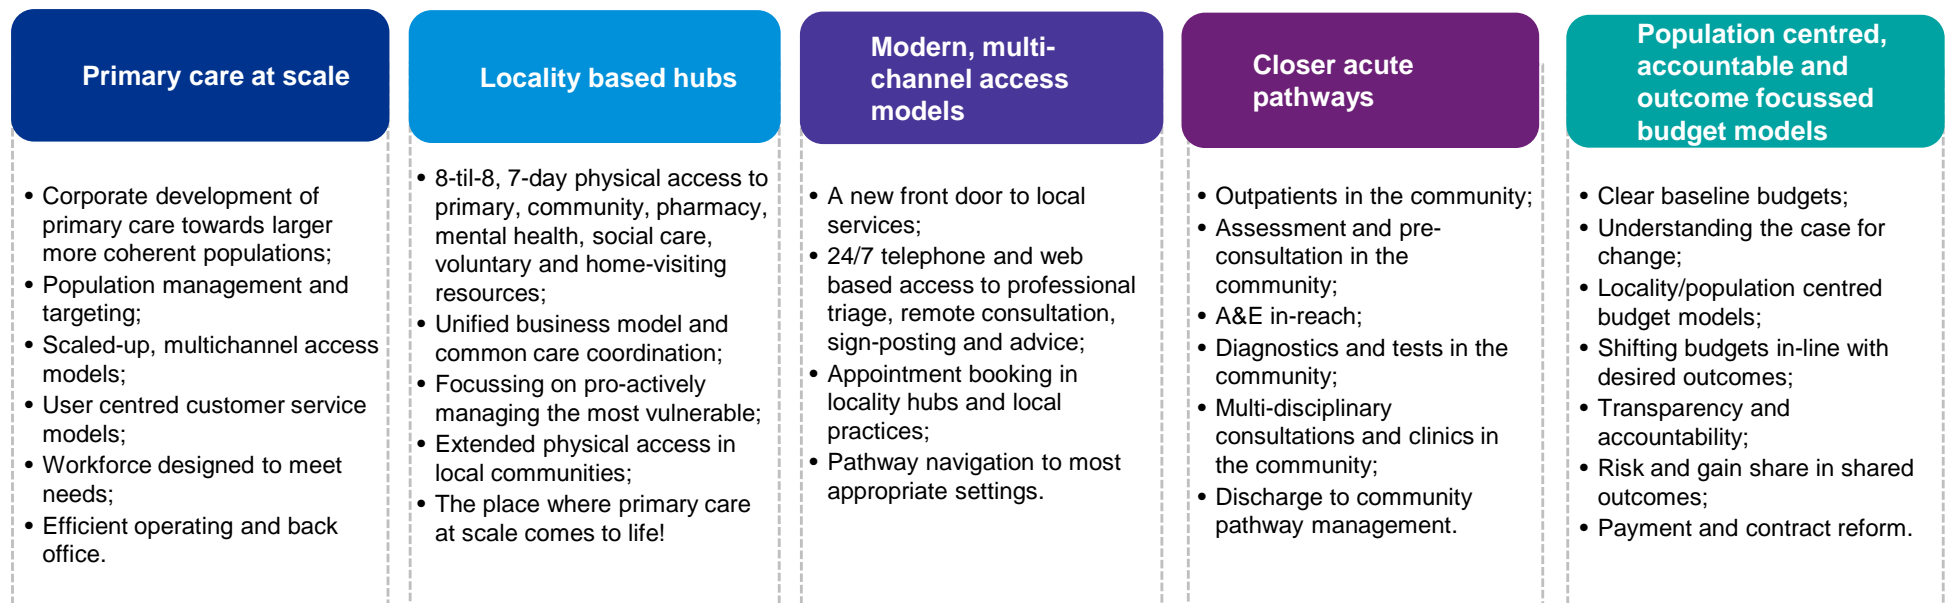 Primary care at scale
• Corporate development of
primary care towards larger
more coherent populations;
• Population management and
targeting;
• Scaled-up, multichannel access
models;
• User centred customer service
models;
• Workforce designed to meet
needs;
• Efficient operating and back
office.
Locality based hubs
• 8-til-8, 7-day physical access to
primary, community, pharmacy,
mental health, social care,
voluntary and home-visiting
resources;
• Unified business model and
common care coordination;
• Focussing on pro-actively
managing the most vulnerable;
• Extended physical access in
local communities;
• The place where primary care
at scale comes to life!
Modern, multi-
channel access
models
• A new front door to local
services;
• 24/7 telephone and web
based access to professional
triage, remote consultation,
sign-posting and advice;
• Appointment booking in
locality hubs and local
practices;
• Pathway navigation to most
appropriate settings.
Closer acute
pathways
• Outpatients in the community;
• Assessment and pre-
consultation in the
community;
• A&E in-reach;
• Diagnostics and tests in the
community;
• Multi-disciplinary
consultations and clinics in
the community;
• Discharge to community
pathway management.
Population centred,
accountable and
outcome focussed
budget models
• Clear baseline budgets;
• Understanding the case for
change;
• Locality/population centred
budget models;
• Shifting budgets in-line with
desired outcomes;
• Transparency and
accountability;
• Risk and gain share in shared
outcomes;
• Payment and contract reform.